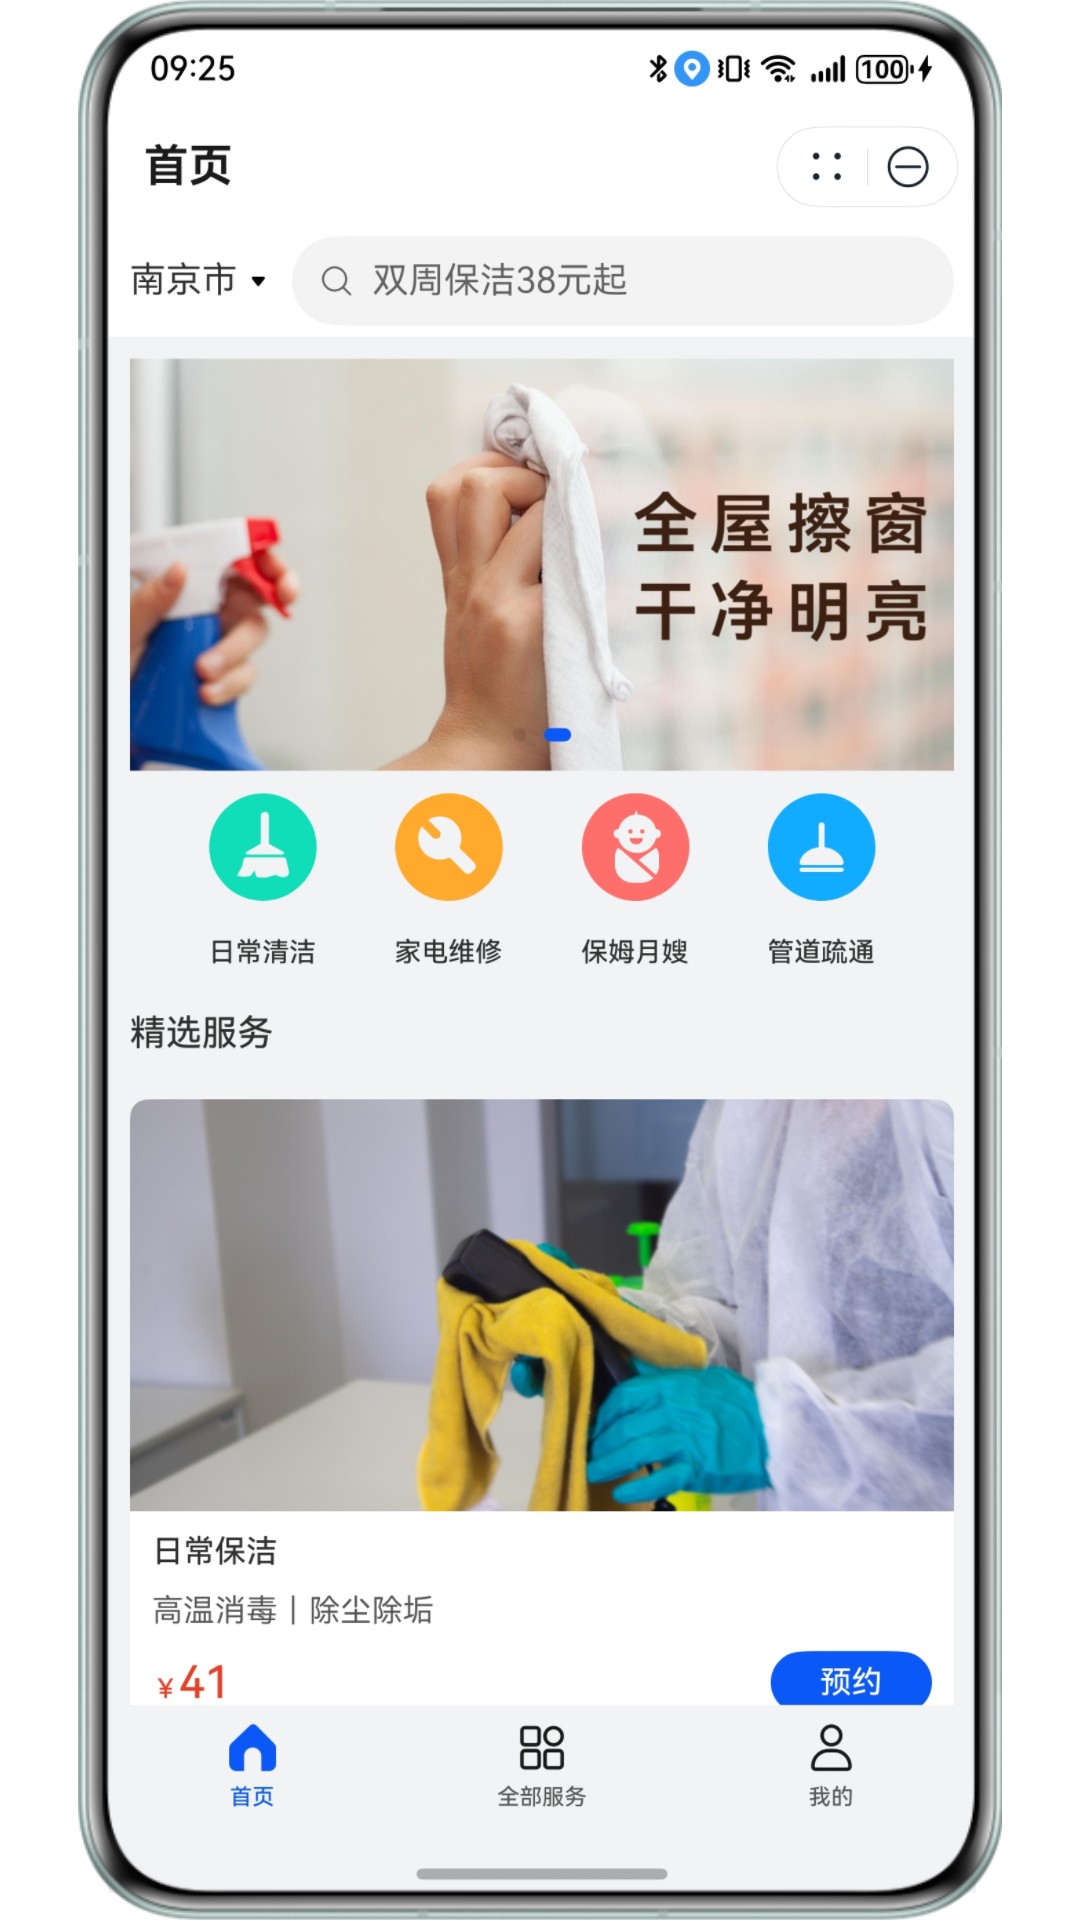 09:25
100
首页
南京市
双周保洁38元起
全屋擦窗
干净明亮
日常清洁
家电维修
保姆月嫂
管道疏通
精选服务
日常保洁
高温消毒｜除尘除垢
¥41
预约
首页
全部服务
我的